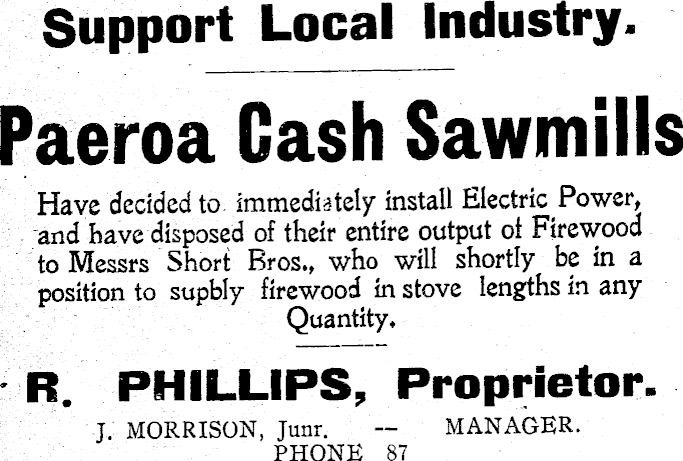 Support Local Industry.
Paeroa Cash Sawmills
Have decided to immediately install Electric Power,
and have disposed of their entire output of Firewood
to Messrs Short Bros., who will shortly be in a
position to supbly firewood in stove lengths in any
Quantity.
R. PHILLIPS, Proprietor.
J. MORRISON, Junr. -- MANAGER.
PHONE 87